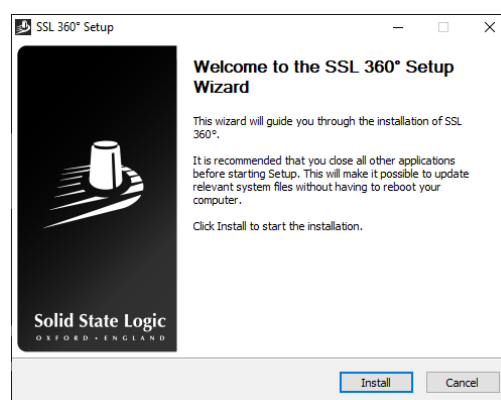 SSL 360° Setup
Welcome to the SSL 360° Setup
Wizard
This wizard will guide you through the installation of SSL
360°.
It is recommended that you close all other applications
before starting Setup. This will make it possible to update
relevant system files without having to reboot your
computer.
Click Install to start the installation.
Solid State Logic
OXFORD • ENGLAND
Install
Cancel